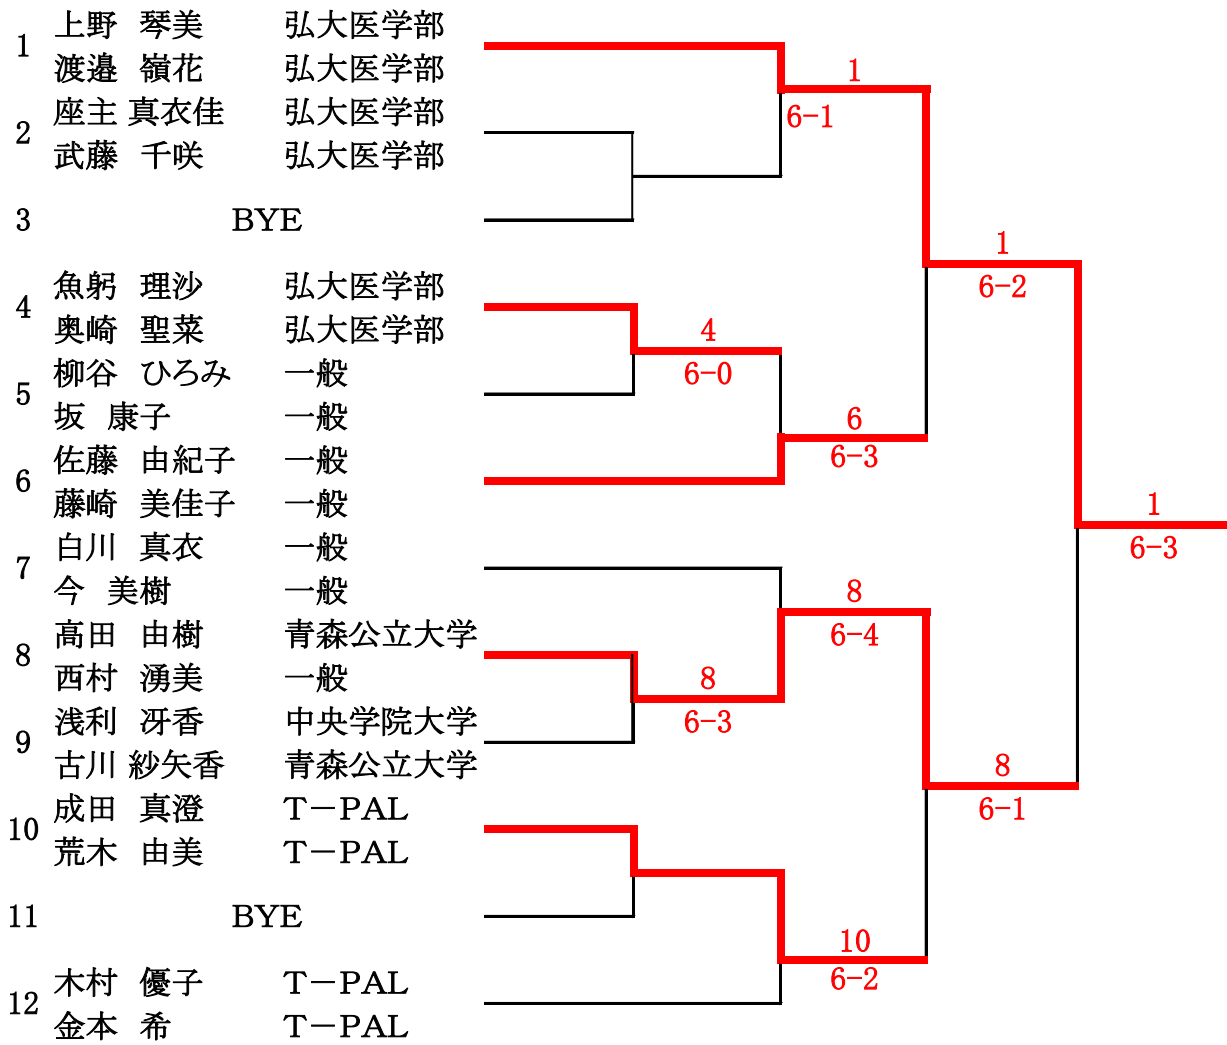 1 上野 琴美 弘大医学部
渡邉 嶺花 弘大医学部
2 座主 真衣佳 弘大医学部
武藤 千咲 弘大医学部
3 BYE
4 魚躬 理沙 弘大医学部
奥崎 聖菜 弘大医学部
5 柳谷 ひろみ 一般
坂 康子 一般
6 佐藤 由紀子 一般
藤崎 美佳子 一般
7 白川 真衣 一般
今 美樹 一般
8 高田 由樹 青森公立大学
西村 湧美 一般
9 浅利 冴香 中央学院大学
古川 紗矢香 青森公立大学
10 成田 真澄 T－PAL
荒木 由美 T－PAL
11 BYE
12 木村 優子 T－PAL
金本 希 T－PAL
4
6-0
8
6-3
1
6-1
6
6-3
8
6-4
10
6-2
1
6-2
8
6-1
1
6-3